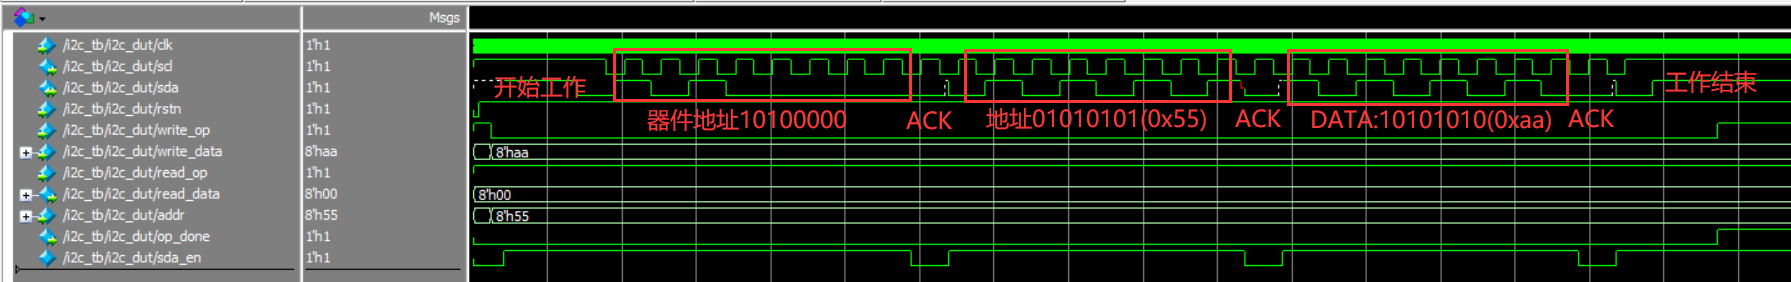 Msgs
/i2c_tb/i2c_dut/clk 1'h1
/i2c_tb/i2c_dut/scl 1'h1
/i2c_tb/i2c_dut/sda 1'h1 开始工作 工作结束
/i2c_tb/i2c_dut/rstn 1'h1 器件地址10100000 ACK 地址01010101(0x55) ACK DATA:10101010(0xaa) ACK
/i2c_tb/i2c_dut/write_op 1'h1
/i2c_tb/i2c_dut/write_data 8'haa 8'haa
/i2c_tb/i2c_dut/read_op 1'h1
/i2c_tb/i2c_dut/read_data 8'h00 8'h00
/i2c_tb/i2c_dut/addr 8'h55 8'h55
/i2c_tb/i2c_dut/op_done 1'h1
/i2c_tb/i2c_dut/sda_en 1'h1